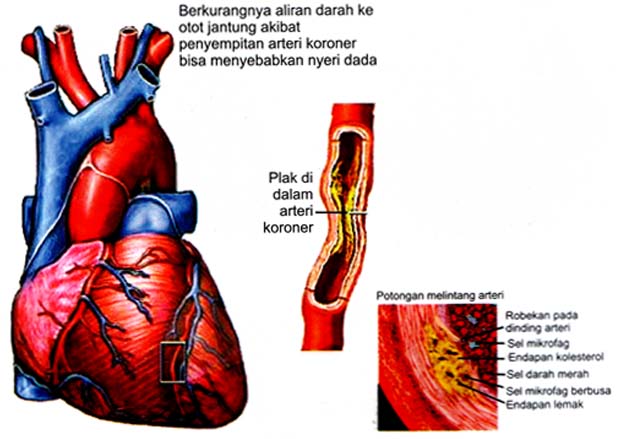 Berkurangnya aliran darah ke
otot jantung akibat
penyempitan arteri koroner
bisa menyebabkan nyeri dada
Plak di
dalam
arteri
koroner
Potongan melintang arteri
Robekan pada
dinding arteri
Sel mikrofag
Endapan kolesterol
Sel darah merah
Sel mikrofag berbusa
Endapan lemak